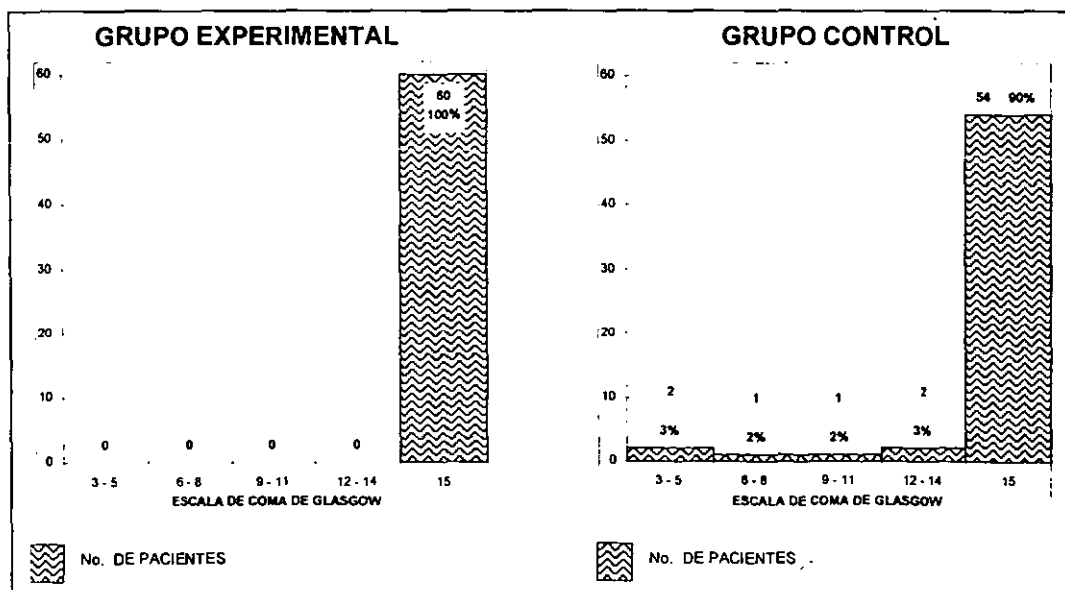 GRUPO EXPERIMENTAL
60
50
40
30
20
10
0
60
100%
0 0 0 0
3 - 5 6 - 8 9 - 11 12 - 14 15
ESCALA DE COMA DE GLASGOW
No. DE PACIENTES
GRUPO CONTROL
60
50
40
30
20
10
0
54 90%
2 1 1 2
3% 2% 2% 3%
3 - 5 6 - 8 9 - 11 12 - 14 15
ESCALA DE COMA DE GLASGOW
No. DE PACIENTES